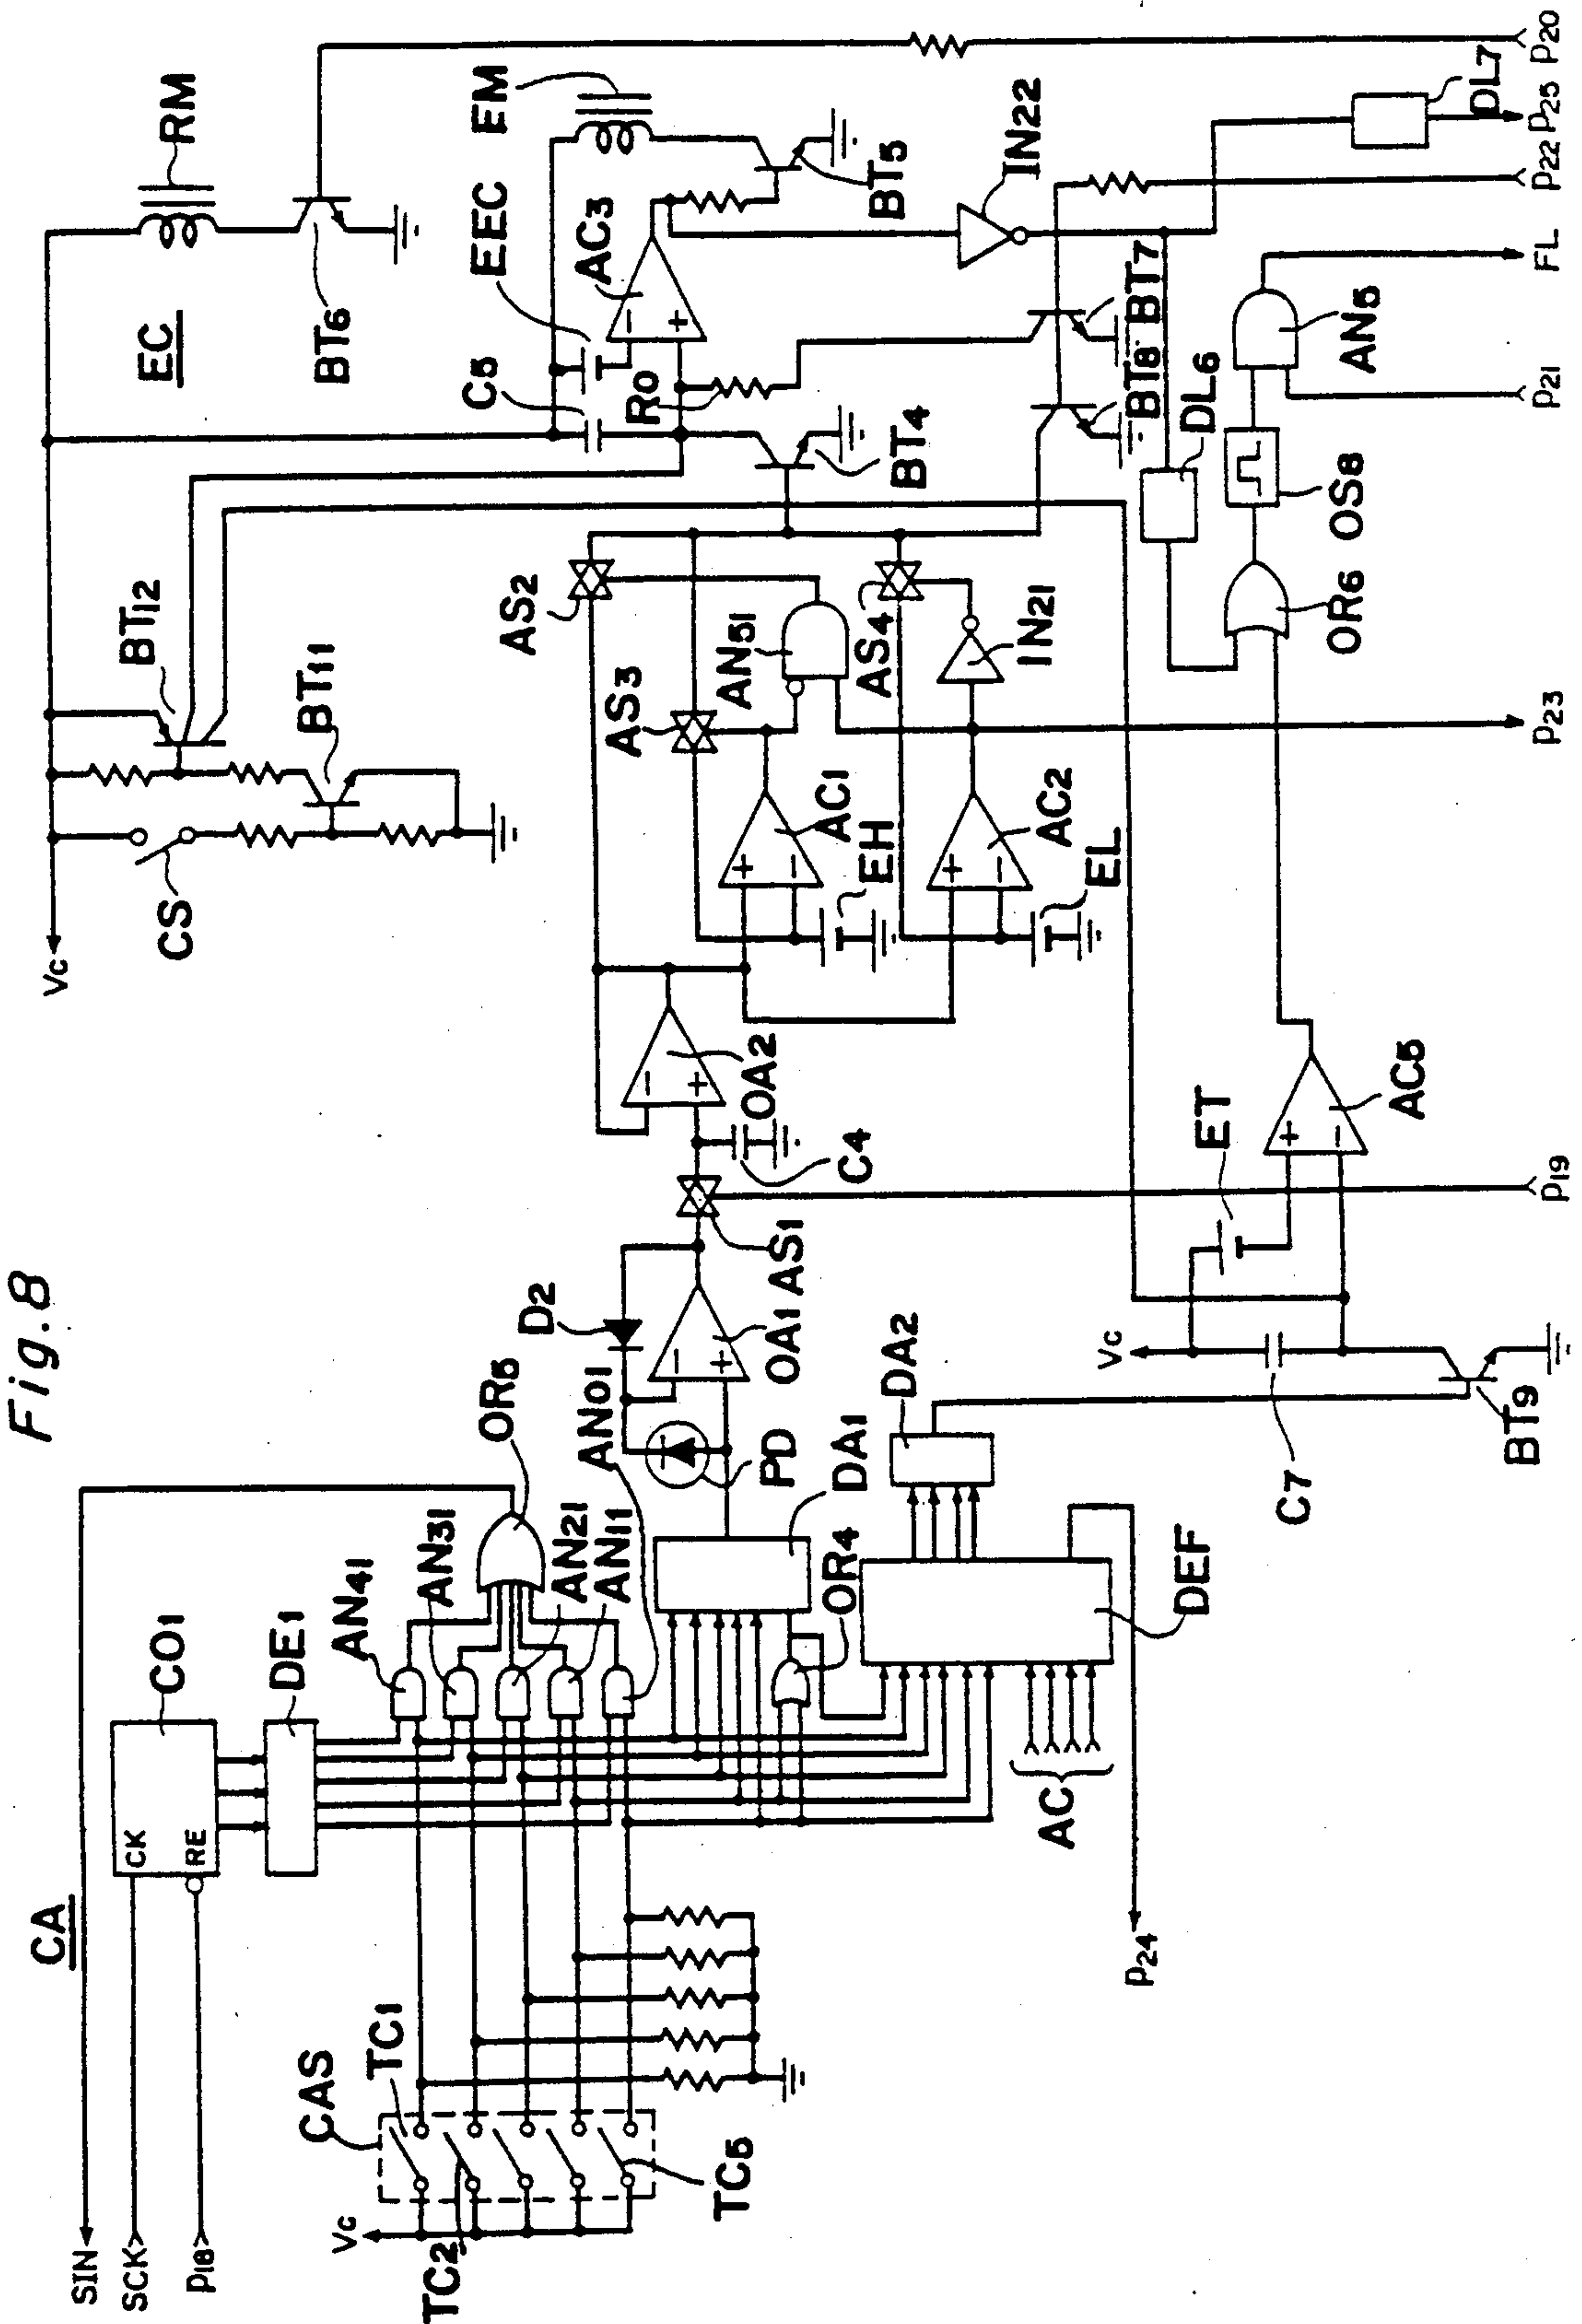 Fig.8
CA
SIN
SCK
P18
CO1
CK
RE
DE1
CAS
TC1
TC2
TC5
Vc
AN41
AN31
AN21
AN11
AN01
OR5
OR4
DA1
DA2
DEF
AC
P24
PD
D2
OA1
AS1
C4
OA2
P19
Vc
C7
BT9
ET
AC5
Vc
CS
BT11
BT12
EC
BT6
RM
AS2
AS3
AN51
AS4
IN21
AC1
EH
AC2
EL
P23
C5
EEC
AC3
EM
BT5
R0
BT4
IN22
BT7
BT8
DL6
OS8
OR6
AN5
DL7
P20
P25
P22
FL
P21